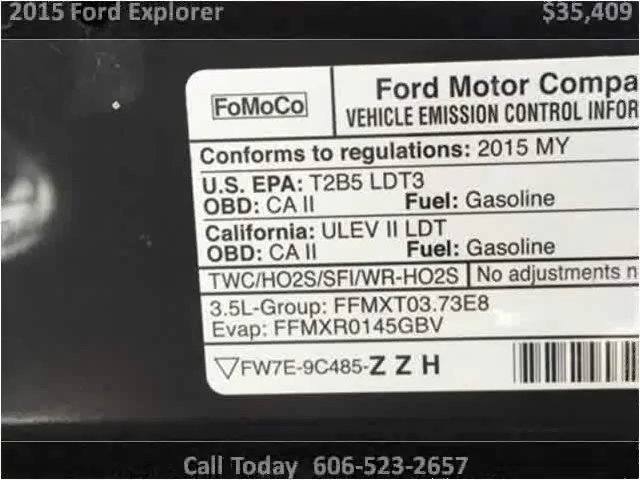 2015 Ford Explorer $35,409
FoMoCo
Ford Motor Compa
VEHICLE EMISSION CONTROL INFOR
Conforms to regulations: 2015 MY
U.S. EPA: T2B5 LDT3
OBD: CA II Fuel: Gasoline
California: ULEV II LDT
OBD: CA II Fuel: Gasoline
TWC/HO2S/SFI/WR-HO2S No adjustments n
3.5L-Group: FFMXT03.73E8
Evap: FFMXR0145GBV
▽FW7E-9C485-Z Z H
Call Today 606-523-2657